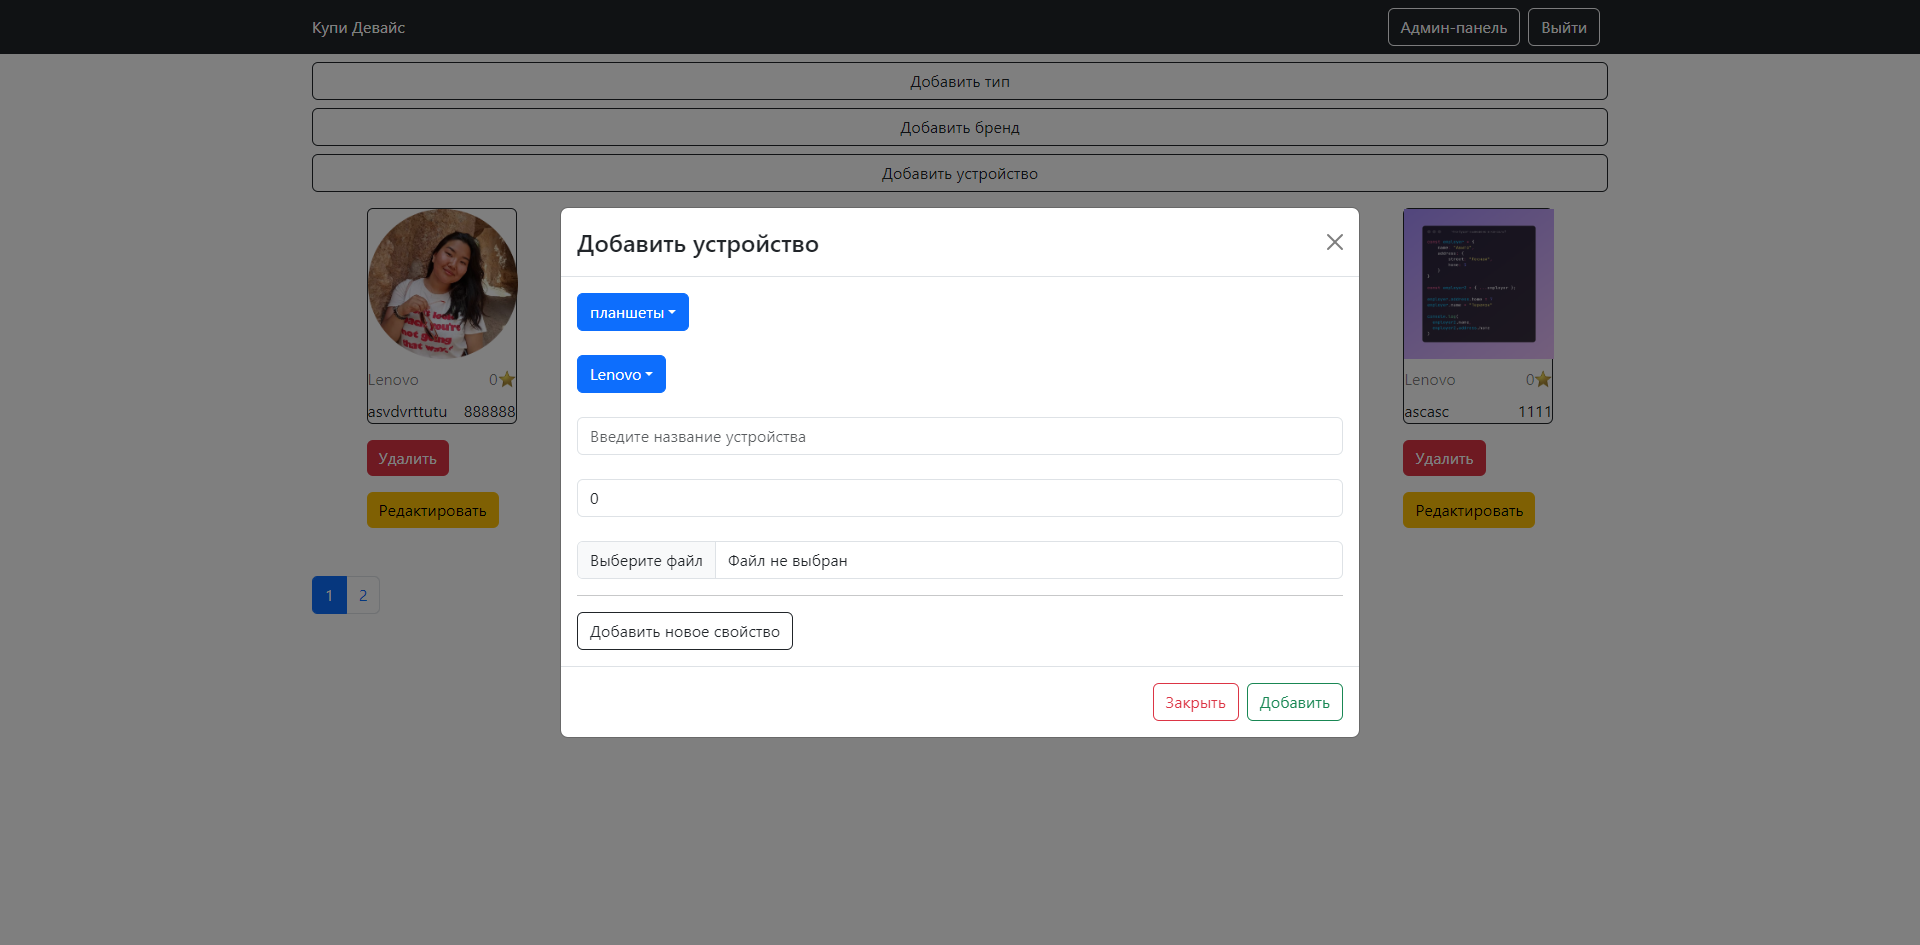 Купи Девайс
Админ-панель
Выйти
Добавить тип
Добавить бренд
Добавить устройство
Lenovo 0
asvdvrttutu 888888
Удалить
Редактировать
Добавить устройство
планшеты
Lenovo
Введите название устройства
0
Выберите файл Файл не выбран
Добавить новое свойство
Закрыть Добавить
Lenovo 0
ascasc 1111
Удалить
Редактировать
1 2